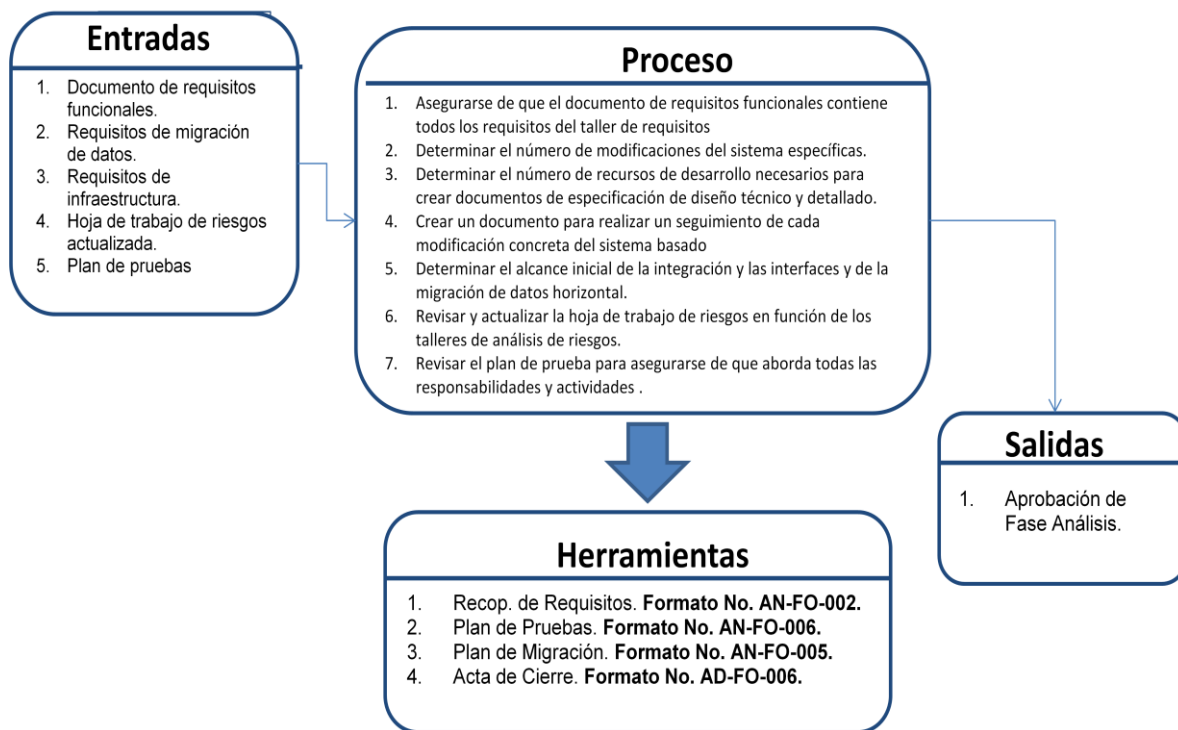 Entradas
1. Documento de requisitos
funcionales.
2. Requisitos de migración
de datos.
3. Requisitos de
infraestructura.
4. Hoja de trabajo de riesgos
actualizada.
5. Plan de pruebas
Proceso
1. Asegurarse de que el documento de requisitos funcionales contiene
todos los requisitos del taller de requisitos
2. Determinar el número de modificaciones del sistema específicas.
3. Determinar el número de recursos de desarrollo necesarios para
crear documentos de especificación de diseño técnico y detallado.
4. Crear un documento para realizar un seguimiento de cada
modificación concreta del sistema basado
5. Determinar el alcance inicial de la integración y las interfaces y de la
migración de datos horizontal.
6. Revisar y actualizar la hoja de trabajo de riesgos en función de los
talleres de análisis de riesgos.
7. Revisar el plan de prueba para asegurarse de que aborda todas las
responsabilidades y actividades .
Salidas
1. Aprobación de
Fase Análisis.
Herramientas
1. Recop. de Requisitos. Formato No. AN-FO-002.
2. Plan de Pruebas. Formato No. AN-FO-006.
3. Plan de Migración. Formato No. AN-FO-005.
4. Acta de Cierre. Formato No. AD-FO-006.